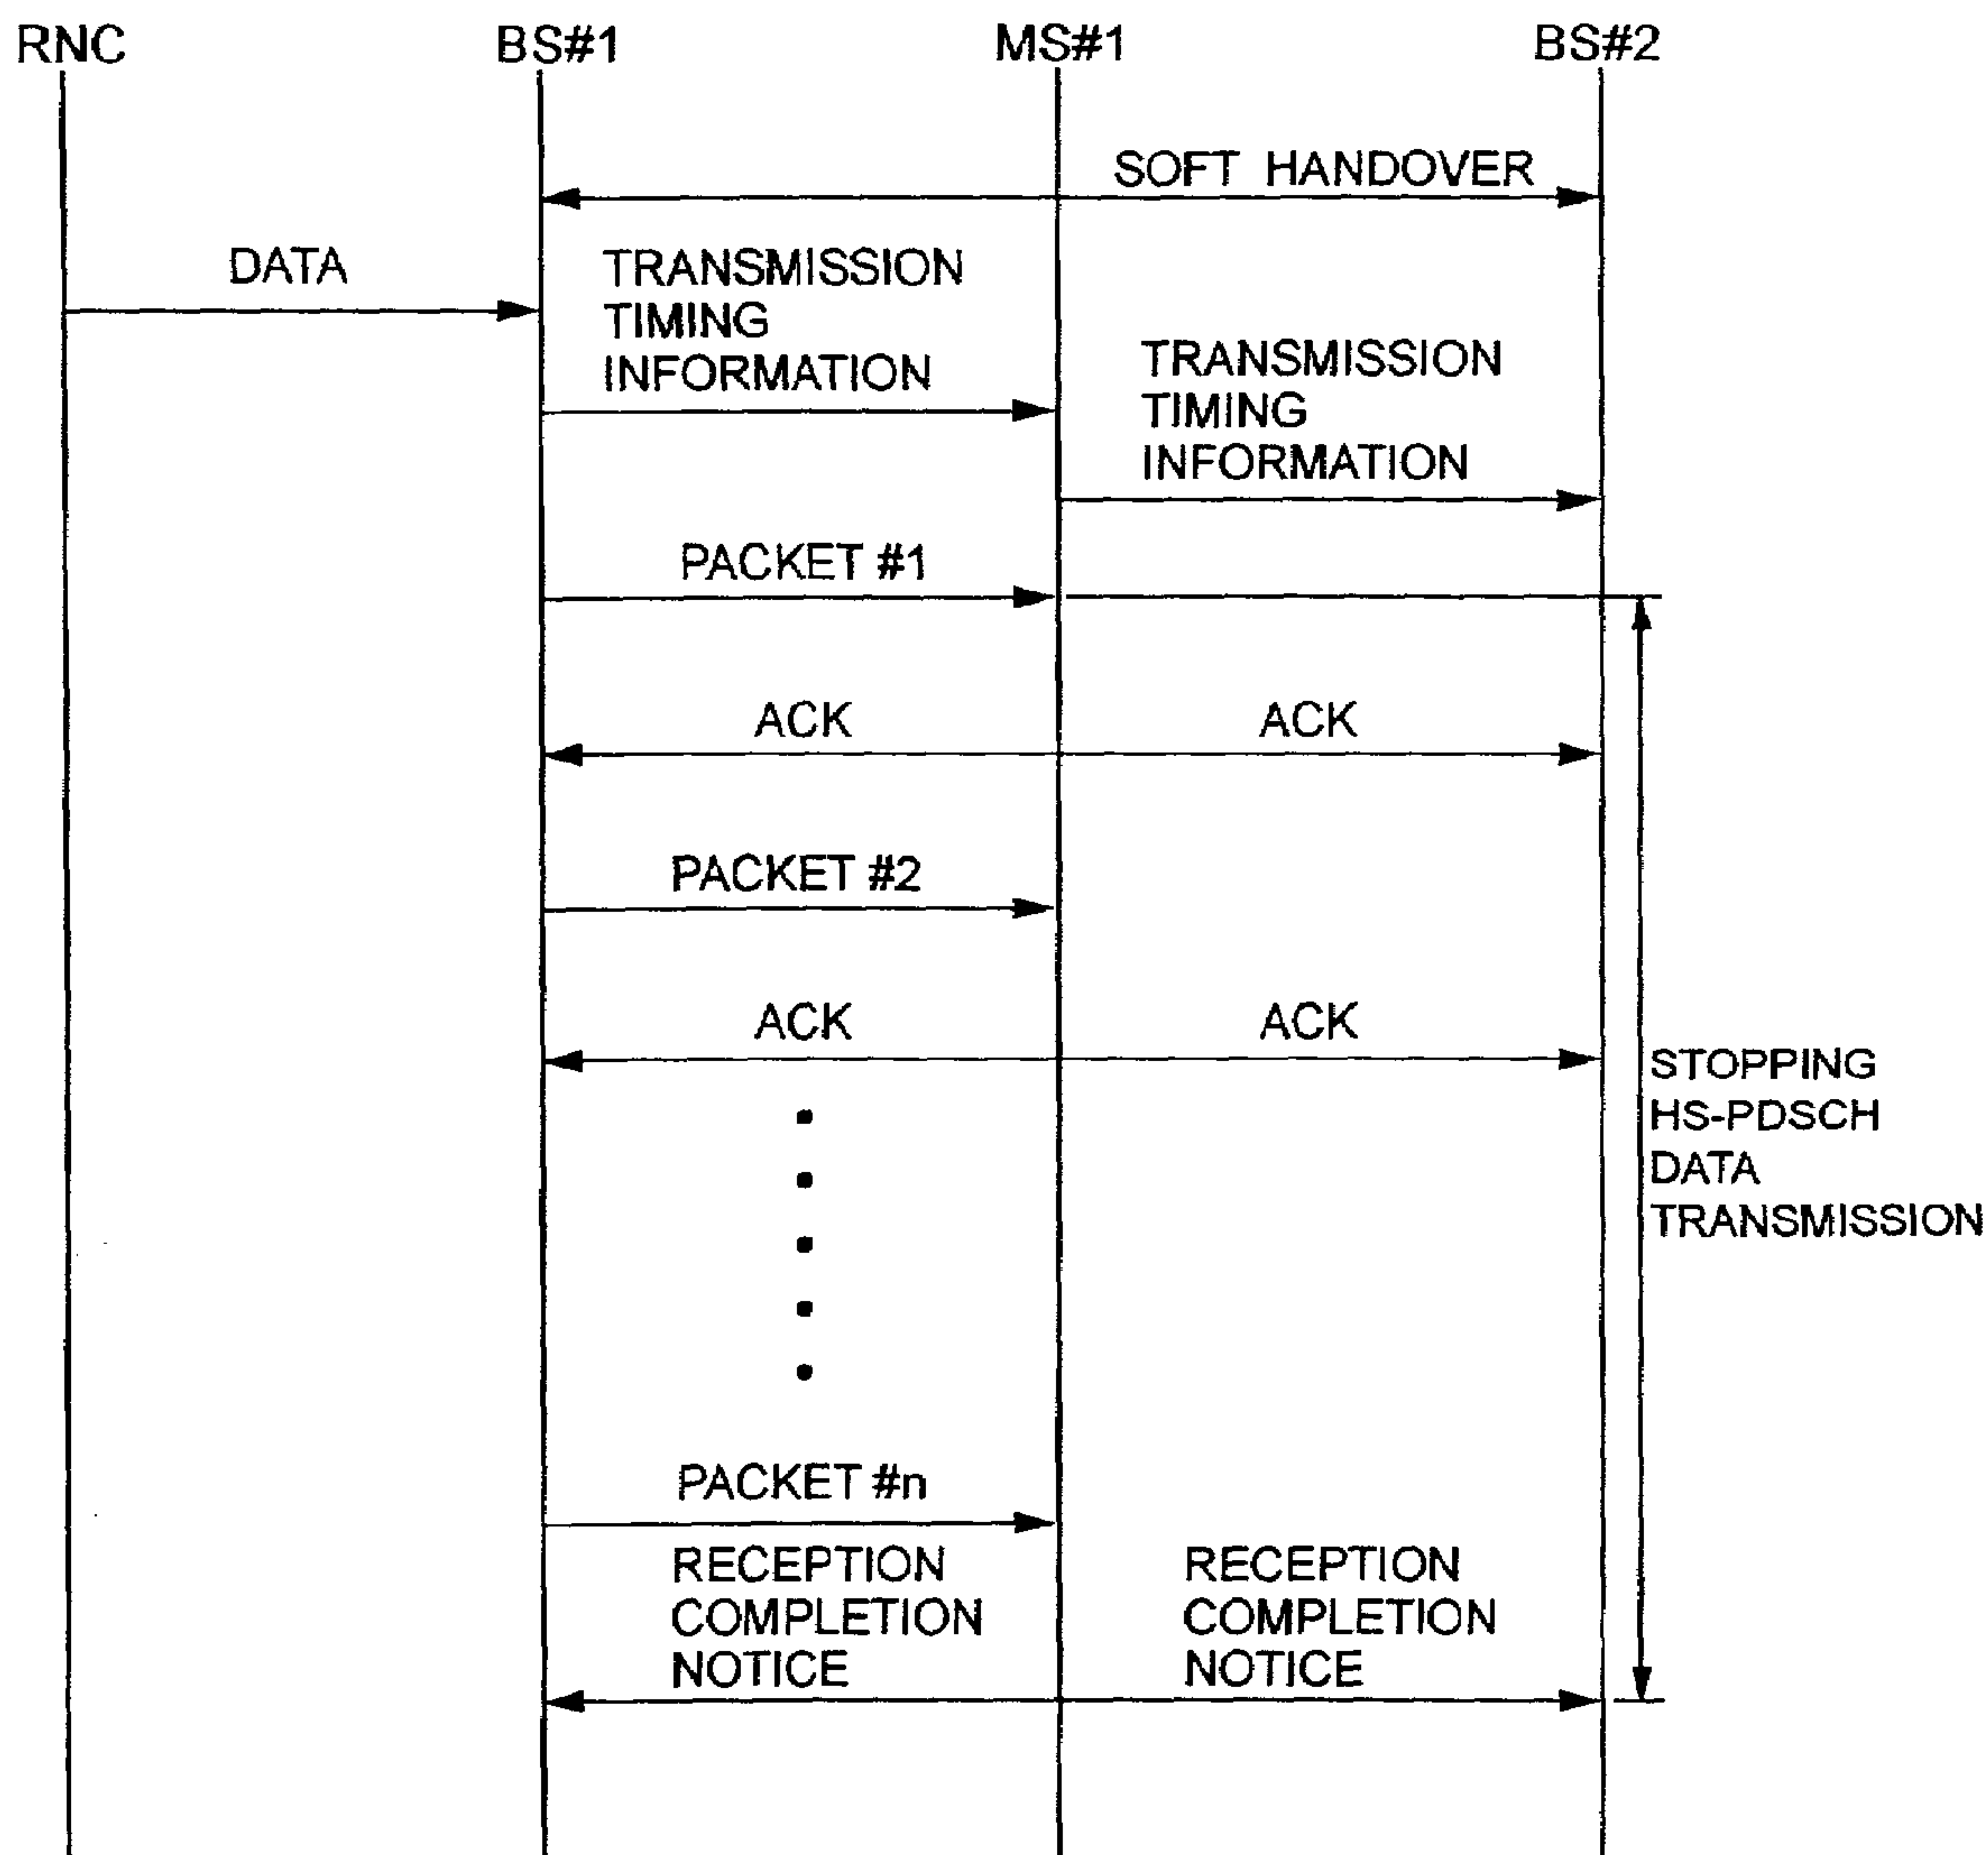 RNC
BS#1
MS#1
BS#2
SOFT HANDOVER
DATA
TRANSMISSION
TIMING
INFORMATION
TRANSMISSION
TIMING
INFORMATION
PACKET #1
ACK
ACK
PACKET #2
ACK
ACK
STOPPING
HS-PDSCH
DATA
TRANSMISSION
PACKET #n
RECEPTION
COMPLETION
NOTICE
RECEPTION
COMPLETION
NOTICE